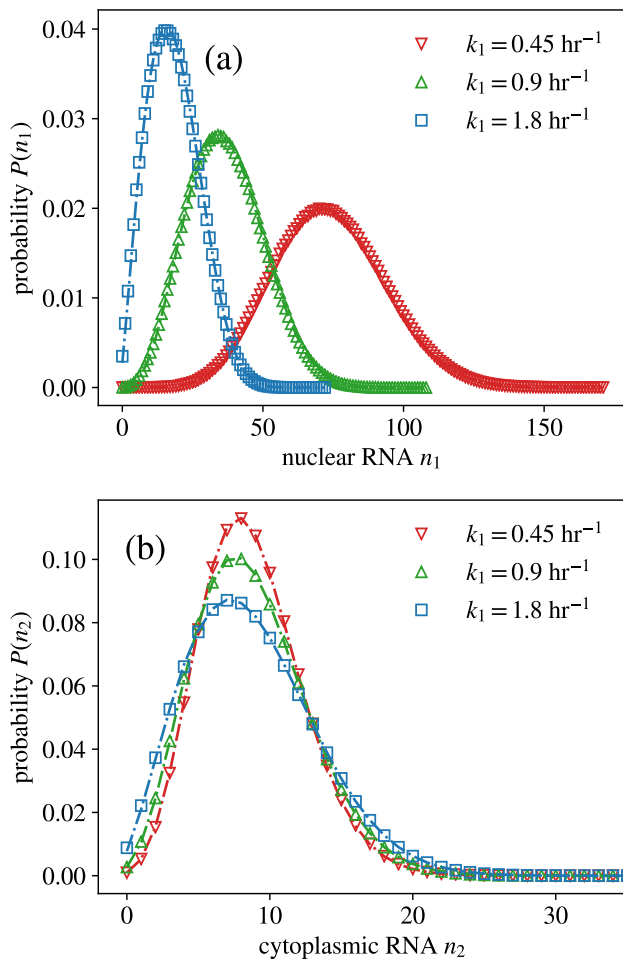 0.04
0.03
0.02
0.01
0.00
probability P(n₁)
(a)
k₁ = 0.45 hr⁻¹
k₁ = 0.9 hr⁻¹
k₁ = 1.8 hr⁻¹
0 50 100 150
nuclear RNA n₁
0.10
0.08
0.06
0.04
0.02
0.00
probability P(n₂)
(b)
k₁ = 0.45 hr⁻¹
k₁ = 0.9 hr⁻¹
k₁ = 1.8 hr⁻¹
0 10 20 30
cytoplasmic RNA n₂